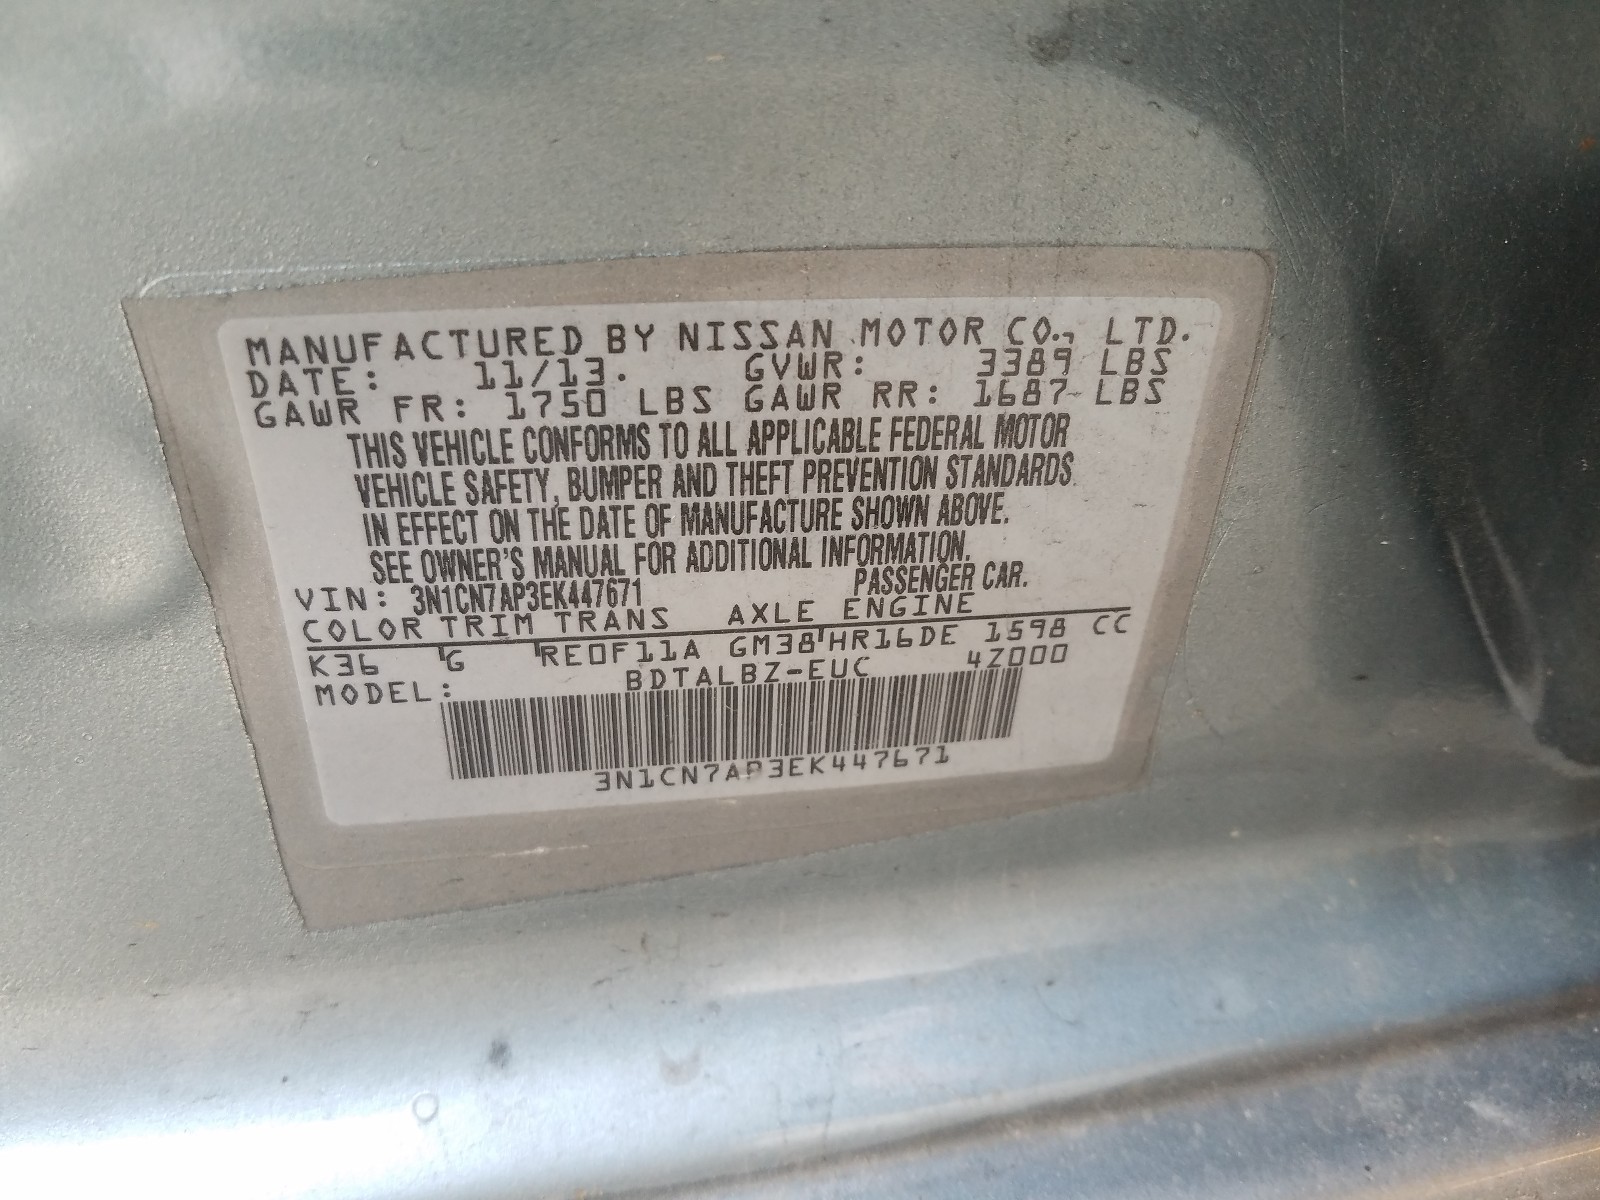 MANUFACTURED BY NISSAN MOTOR CO., LTD.
DATE: 11/13. GVWR: 3389 LBS
GAWR FR: 1750 LBS GAWR RR: 1687 LBS
THIS VEHICLE CONFORMS TO ALL APPLICABLE FEDERAL MOTOR
VEHICLE SAFETY, BUMPER AND THEFT PREVENTION STANDARDS
IN EFFECT ON THE DATE OF MANUFACTURE SHOWN ABOVE.
SEE OWNER'S MANUAL FOR ADDITIONAL INFORMATION.
VIN: 3N1CN7AP3EK447671 PASSENGER CAR.
COLOR TRIM TRANS AXLE ENGINE
K36 G RE0F11A GM38 HR16DE 1598 CC
MODEL: BDTALBZ-EUC 4Z000
3N1CN7AP3EK447671